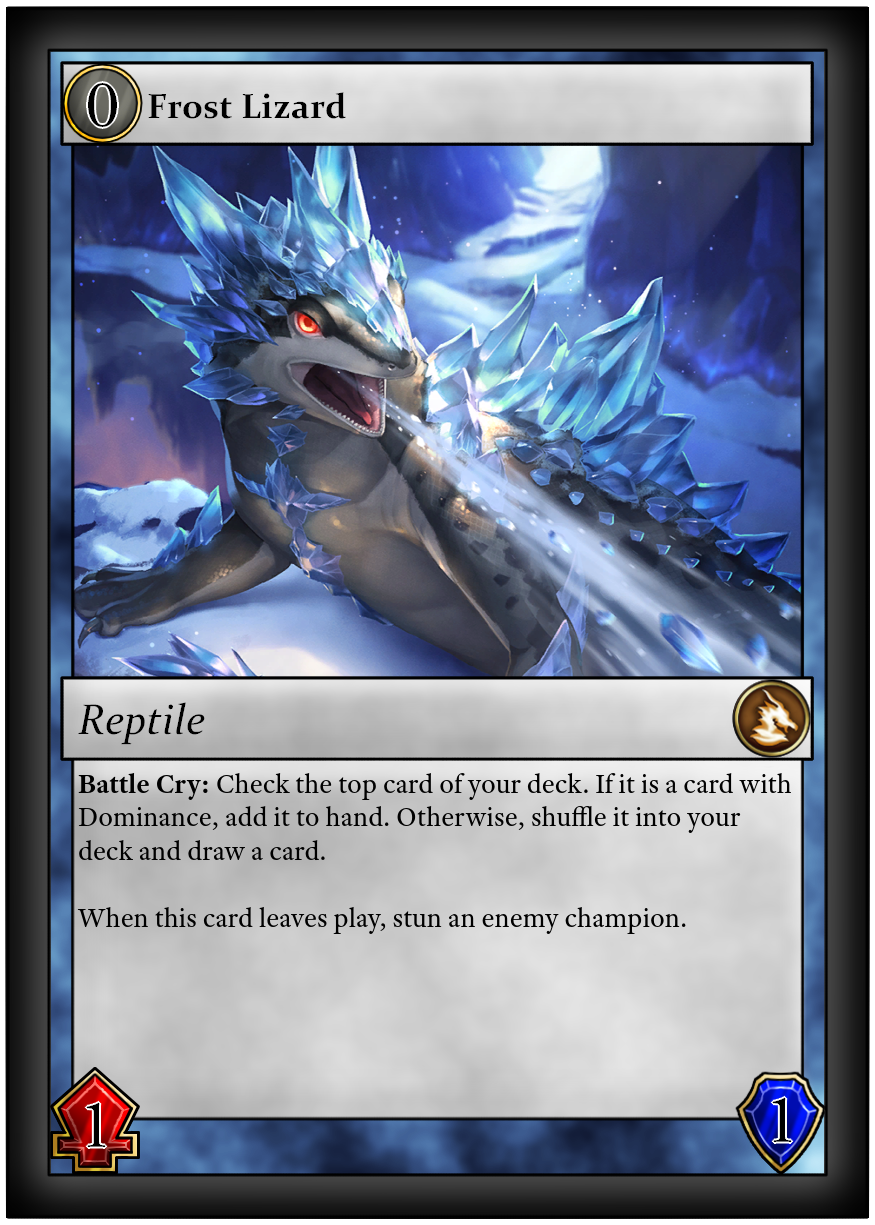 0
Frost Lizard
Reptile
Battle Cry: Check the top card of your deck. If it is a card with
Dominance, add it to hand. Otherwise, shuffle it into your
deck and draw a card.
When this card leaves play, stun an enemy champion.
1
1